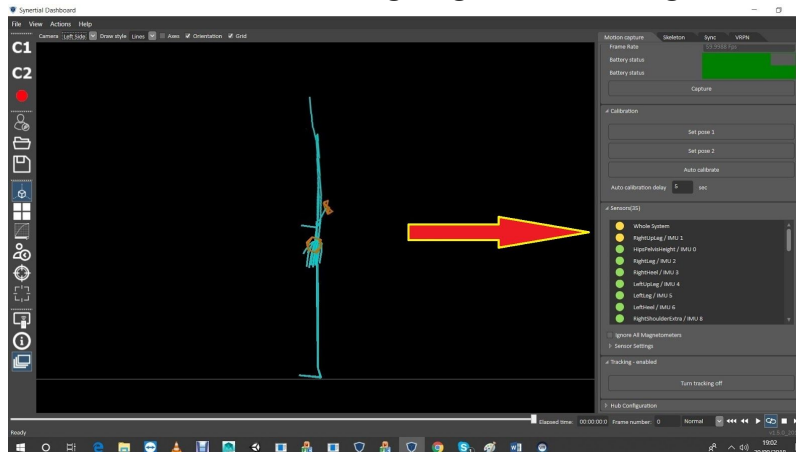 Synertial Dashboard
File View Actions Help
Camera Left Side Draw style Lines Axes Orientation Grid
C1
C2
Motion capture Skeleton Sync VRPN
Frame Rate 59.9988 Fps
Battery status
Battery status
Capture
Calibration
Set pose 1
Set pose 2
Auto calibrate
Auto calibration delay 5 sec
Sensors(35)
Whole System
RightUpLeg / IMU 1
HipsPelvisHeight / IMU 0
RightLeg / IMU 2
RightHeel / IMU 3
LeftUpLeg / IMU 4
LeftLeg / IMU 5
LeftHeel / IMU 6
RightShoulderExtra / IMU 8
Ignore All Magnetometers
Sensor Settings
Tracking - enabled
Turn tracking off
Hub Configuration
Elapsed time: 00:00:00:0 Frame number: 0 Normal
Ready
19:02